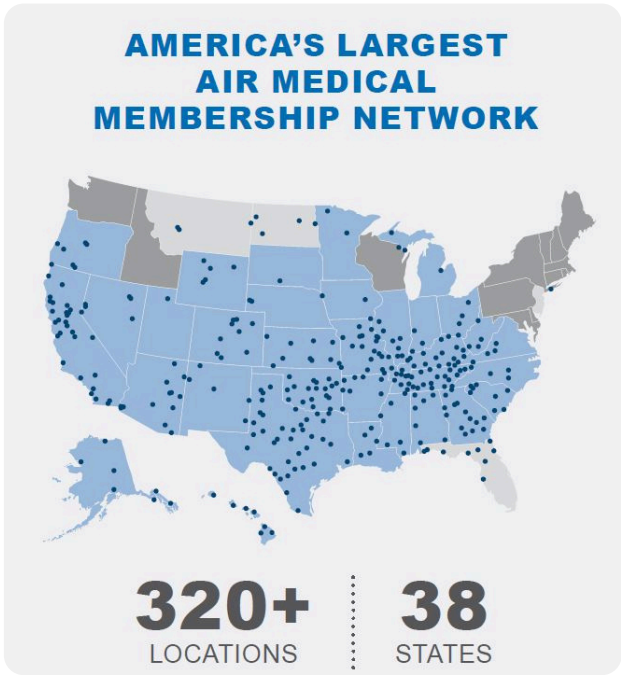 AMERICA'S LARGEST
AIR MEDICAL
MEMBERSHIP NETWORK
320+
LOCATIONS
38
STATES